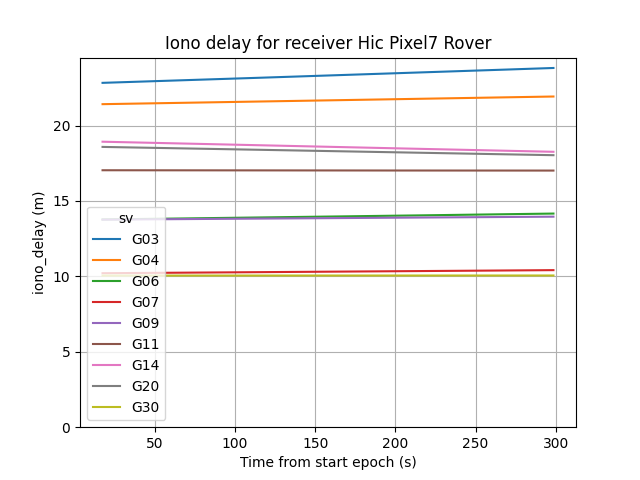 Iono delay for receiver Hic Pixel7 Rover
iono_delay (m)
20
15
10
5
0
sv
G03
G04
G06
G07
G09
G11
G14
G20
G30
50 100 150 200 250 300
Time from start epoch (s)